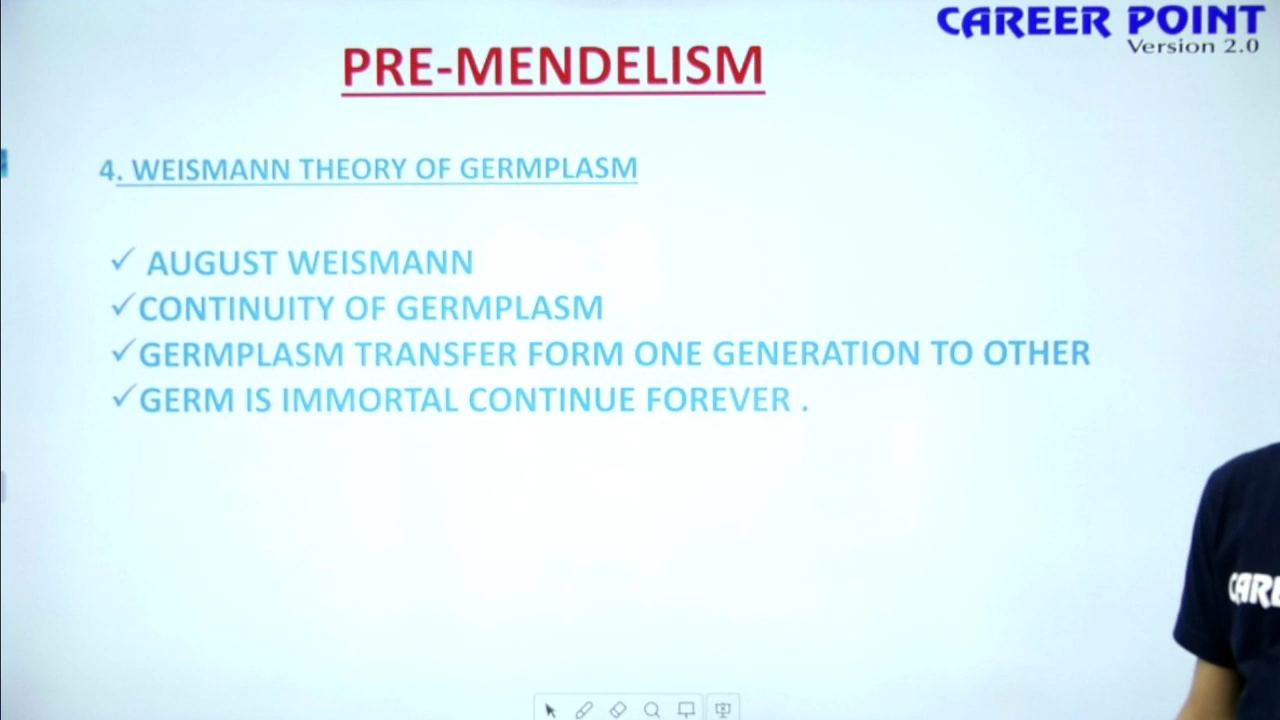 CAREER POINT
Version 2.0
PRE-MENDELISM
4. WEISMANN THEORY OF GERMPLASM
✓ AUGUST WEISMANN
✓ CONTINUITY OF GERMPLASM
✓ GERMPLASM TRANSFER FORM ONE GENERATION TO OTHER
✓ GERM IS IMMORTAL CONTINUE FOREVER .